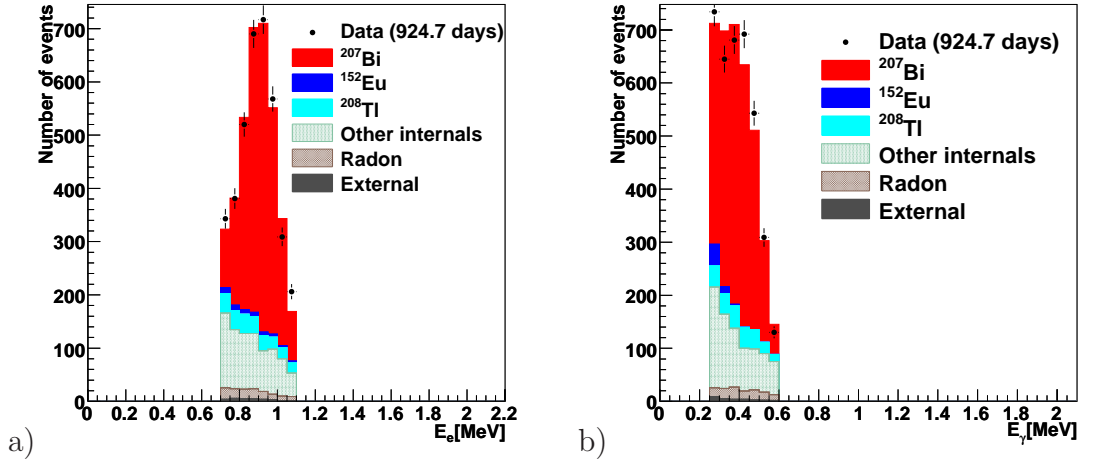 Number of events
700
600
500
400
300
200
100
0
0 0.2 0.4 0.6 0.8 1 1.2 1.4 1.6 1.8 2 2.2
E_e[MeV]
Data (924.7 days)
²⁰⁷Bi
¹⁵²Eu
²⁰⁸Tl
Other internals
Radon
External
a)
Number of events
700
600
500
400
300
200
100
0
0 0.2 0.4 0.6 0.8 1 1.2 1.4 1.6 1.8 2
E_γ[MeV]
Data (924.7 days)
²⁰⁷Bi
¹⁵²Eu
²⁰⁸Tl
Other internals
Radon
External
b)